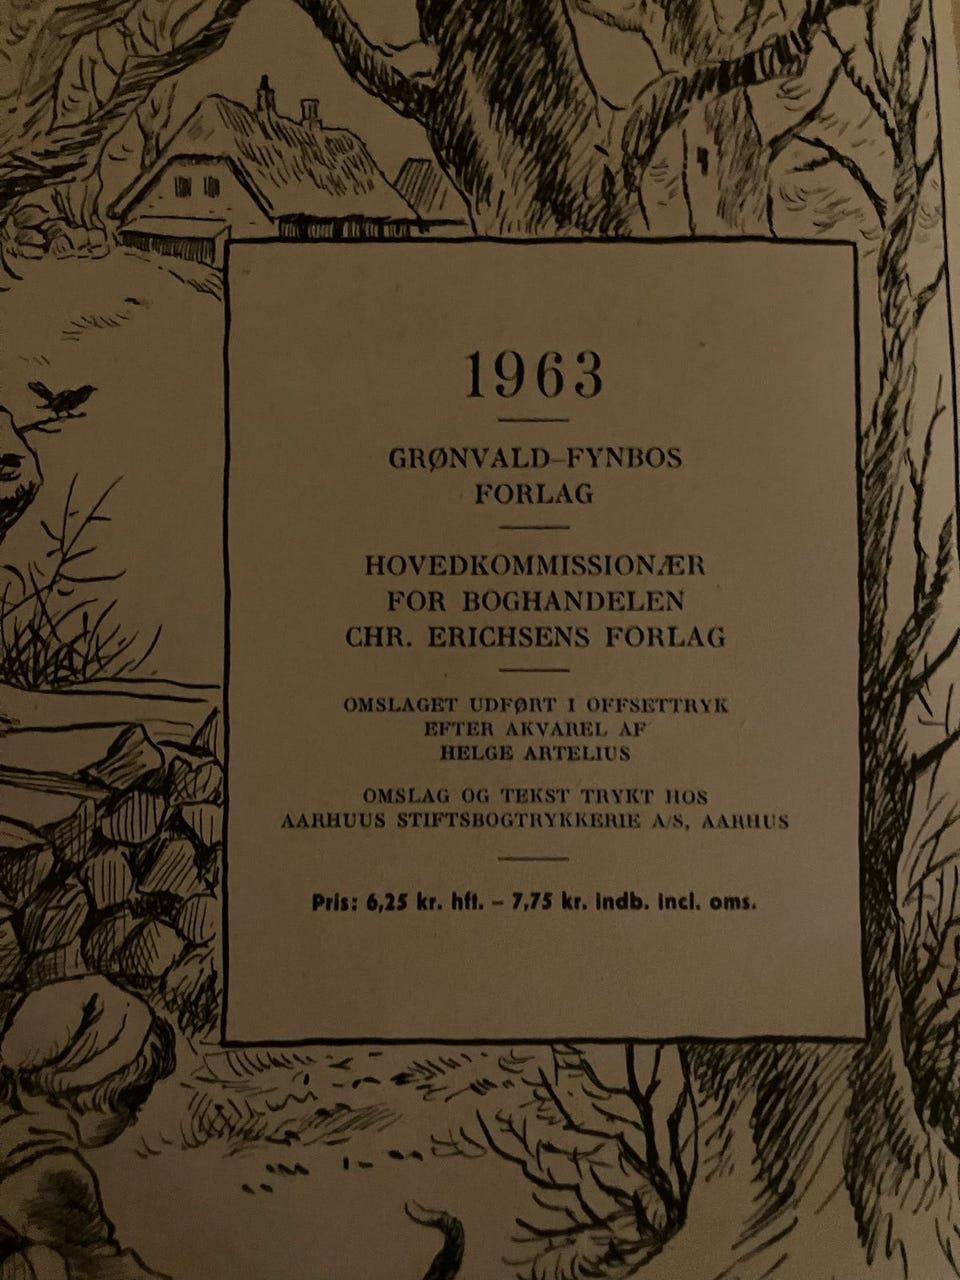 1963
GRØNVALD-FYNBOS
FORLAG
HOVEDKOMMISSIONÆR
FOR BOGHANDELEN
CHR. ERICHSENS FORLAG
OMSLAGET UDFØRT I OFFSETTRYK
EFTER AKVAREL AF
HELGE ARTELIUS
OMSLAG OG TEKST TRYKT HOS
AARHUUS STIFTSBOGTRYKKERIE A/S, AARHUS
Pris: 6,25 kr. hft. – 7,75 kr. indb. incl. oms.